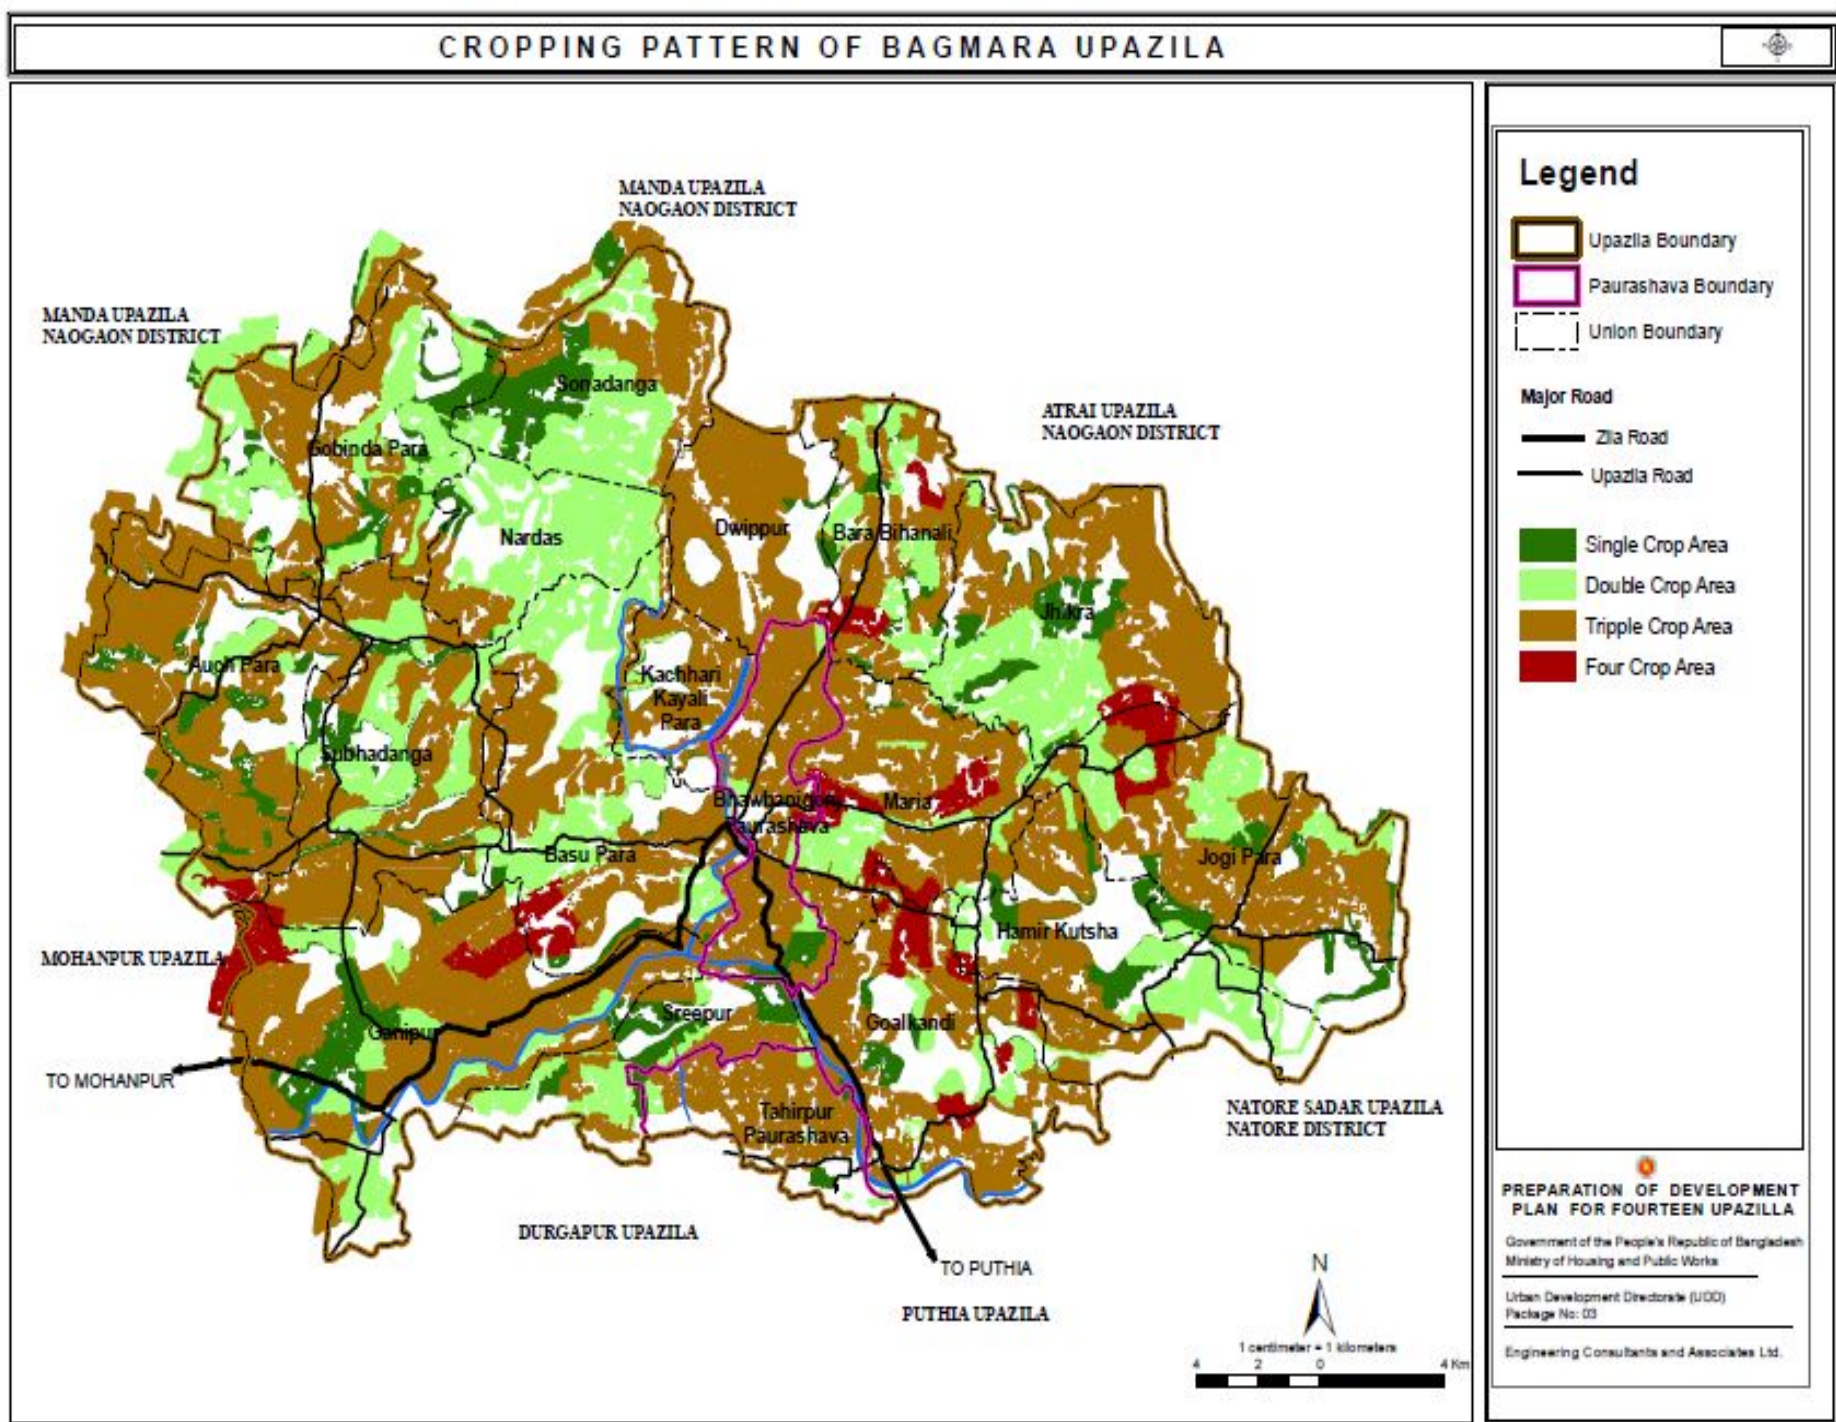 CROPPING PATTERN OF BAGMARA UPAZILA
MANDA UPAZILA
NAOGAON DISTRICT
MANDA UPAZILA
NAOGAON DISTRICT
ATRAI UPAZILA
NAOGAON DISTRICT
Sonadanga
Gobinda Para
Nardas
Dwippur
Bara Bihanali
Jhikra
Auch Para
Kachhari
Kayali
Para
Subhadanga
Bhawhanigonj
Paurashava
Maria
Basu Para
Jogi Para
Hamir Kutsha
MOHANPUR UPAZILA
Ganipur
Sreepur
Goalkandi
TO MOHANPUR
Tahirpur
Paurashava
NATORE SADAR UPAZILA
NATORE DISTRICT
DURGAPUR UPAZILA
TO PUTHIA
PUTHIA UPAZILA
N
1 centimeter = 1 kilometers
4 2 0 4 Km
Legend
Upazila Boundary
Paurashava Boundary
Union Boundary
Major Road
Zila Road
Upazila Road
Single Crop Area
Double Crop Area
Tripple Crop Area
Four Crop Area
PREPARATION OF DEVELOPMENT
PLAN FOR FOURTEEN UPAZILLA
Government of the People's Republic of Bangladesh
Ministry of Housing and Public Works
Urban Development Directorate (UDD)
Package No: 03
Engineering Consultants and Associates Ltd.